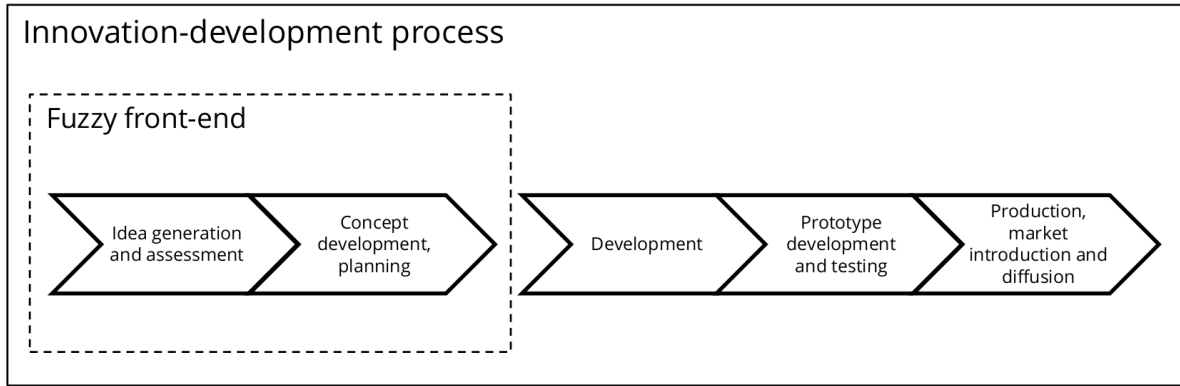 Innovation-development process
Fuzzy front-end
Idea generation
and assessment
Concept
development,
planning
Development
Prototype
development
and testing
Production,
market
introduction and
diffusion